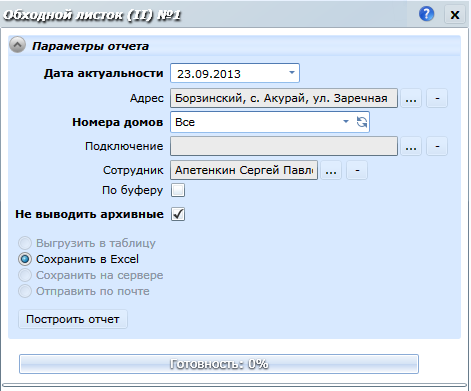 Обходной листок (II) №1 ? x
Параметры отчета
Дата актуальности 23.09.2013
Адрес Борзинский, с. Акурай, ул. Заречная ... -
Номера домов Все
Подключение ... -
Сотрудник Апетенкин Сергей Павл ... -
По буферу
Не выводить архивные
Выгрузить в таблицу
Сохранить в Excel
Сохранить на сервере
Отправить по почте
Построить отчет
Готовность: 0%